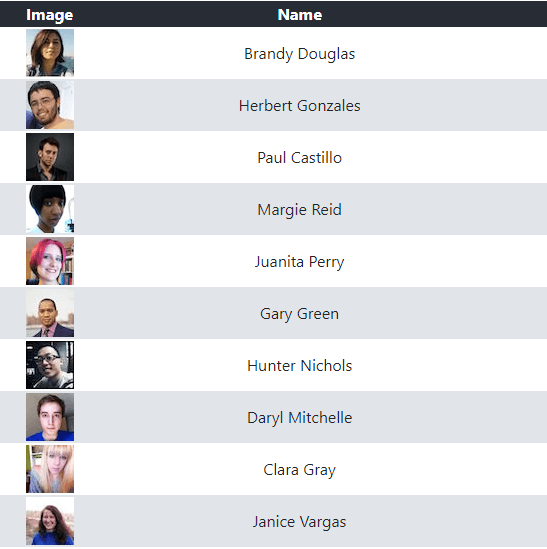 Image Name
Brandy Douglas
Herbert Gonzales
Paul Castillo
Margie Reid
Juanita Perry
Gary Green
Hunter Nichols
Daryl Mitchelle
Clara Gray
Janice Vargas